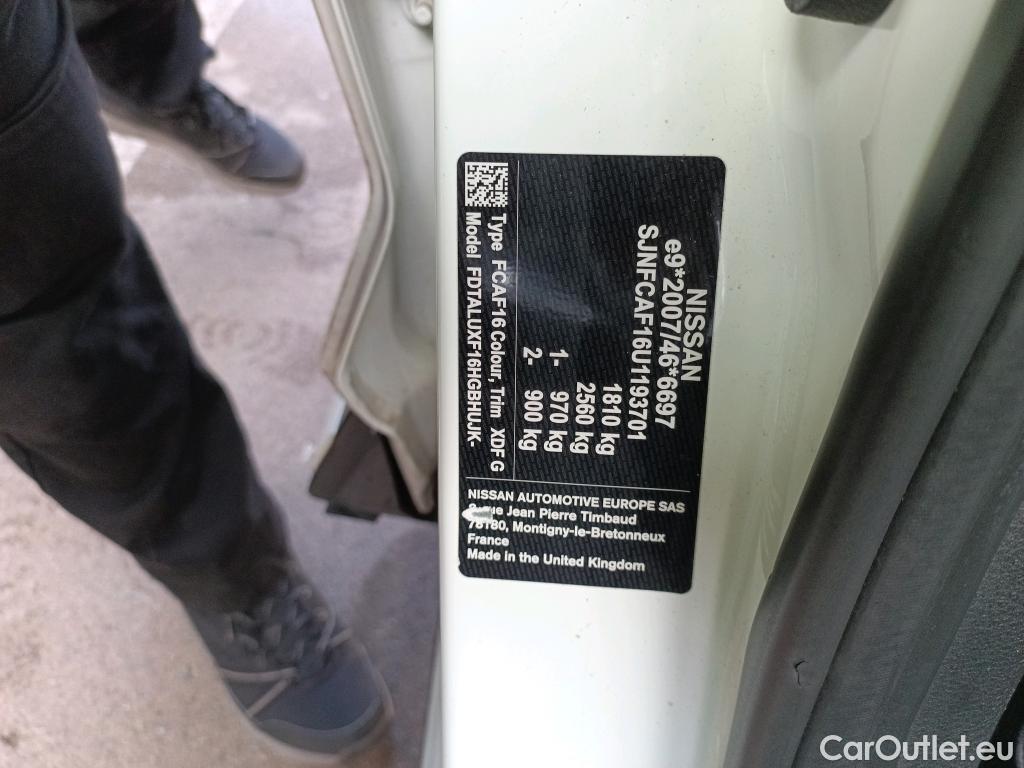 NISSAN
e9*2007/46*6697
SJNFCAF16U1193701
1810 kg
2560 kg
1- 970 kg
2- 900 kg
Type FCAF16 Colour, Trim XDF G
Model FDTALUXF16HGBHUJK-
NISSAN AUTOMOTIVE EUROPE SAS
Jean Pierre Timbaud
78180, Montigny-le-Bretonneux
France
Made in the United Kingdom
CarOutlet.eu